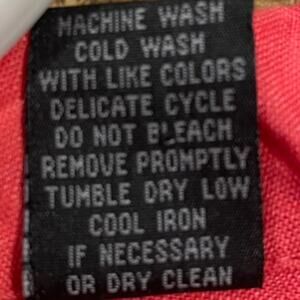 MACHINE WASH
COLD WASH
WITH LIKE COLORS
DELICATE CYCLE
DO NOT BLEACH
REMOVE PROMPTLY
TUMBLE DRY LOW
COOL IRON
IF NECESSARY
OR DRY CLEAN